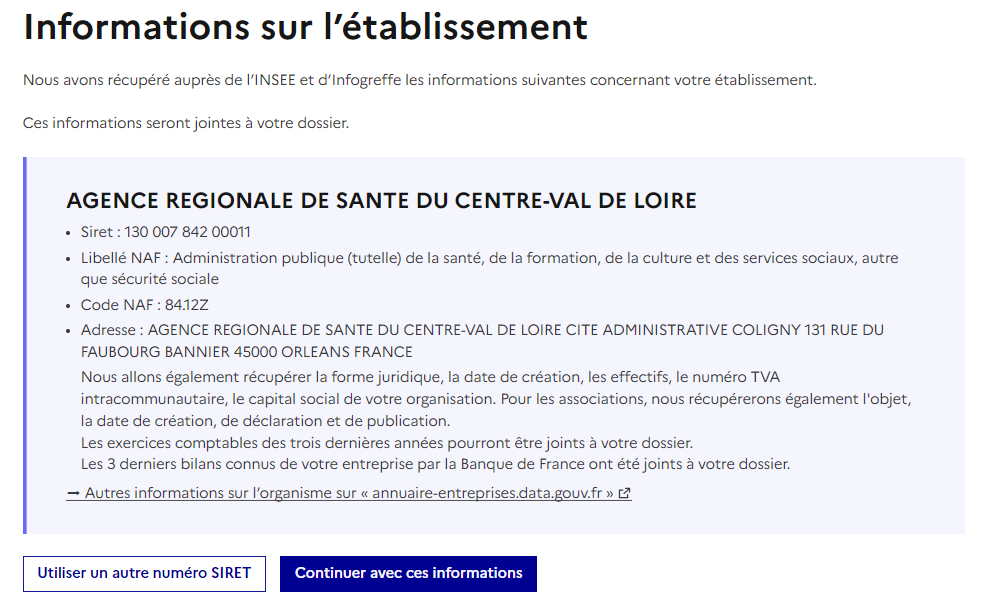 Informations sur l’établissement
Nous avons récupéré auprès de l’INSEE et d’Infogreffe les informations suivantes concernant votre établissement.
Ces informations seront jointes à votre dossier.
AGENCE REGIONALE DE SANTE DU CENTRE-VAL DE LOIRE
• Siret : 130 007 842 00011
• Libellé NAF : Administration publique (tutelle) de la santé, de la formation, de la culture et des services sociaux, autre
que sécurité sociale
• Code NAF : 84.12Z
• Adresse : AGENCE REGIONALE DE SANTE DU CENTRE-VAL DE LOIRE CITE ADMINISTRATIVE COLIGNY 131 RUE DU
FAUBOURG BANNIER 45000 ORLEANS FRANCE
Nous allons également récupérer la forme juridique, la date de création, les effectifs, le numéro TVA
intracommunautaire, le capital social de votre organisation. Pour les associations, nous récupérerons également l'objet,
la date de création, de déclaration et de publication.
Les exercices comptables des trois dernières années pourront être joints à votre dossier.
Les 3 derniers bilans connus de votre entreprise par la Banque de France ont été joints à votre dossier.
→ Autres informations sur l’organisme sur « annuaire-entreprises.data.gouv.fr »
Utiliser un autre numéro SIRET
Continuer avec ces informations